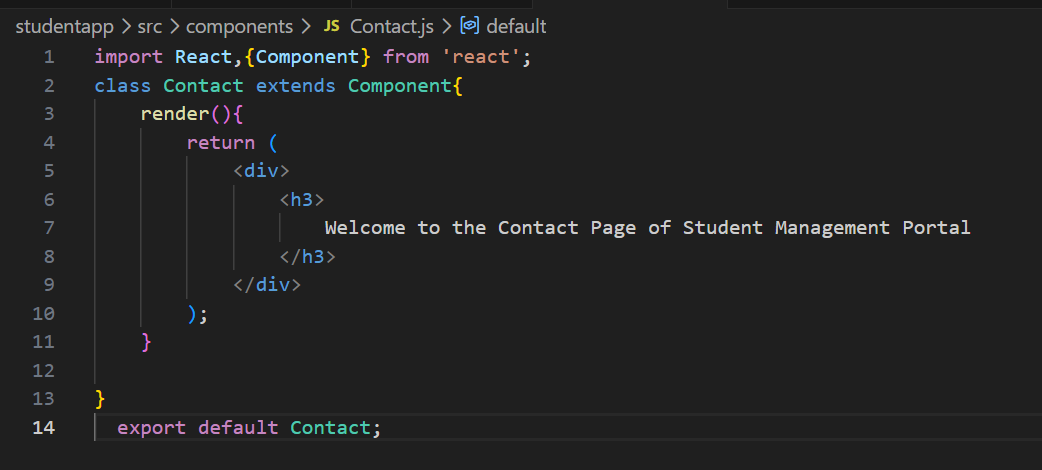 studentapp > src > components > JS Contact.js > default
1 import React,{Component} from 'react';
2 class Contact extends Component{
3 render(){
4 return (
5 <div>
6 <h3>
7 Welcome to the Contact Page of Student Management Portal
8 </h3>
9 </div>
10 );
11 }
12
13 }
14 export default Contact;